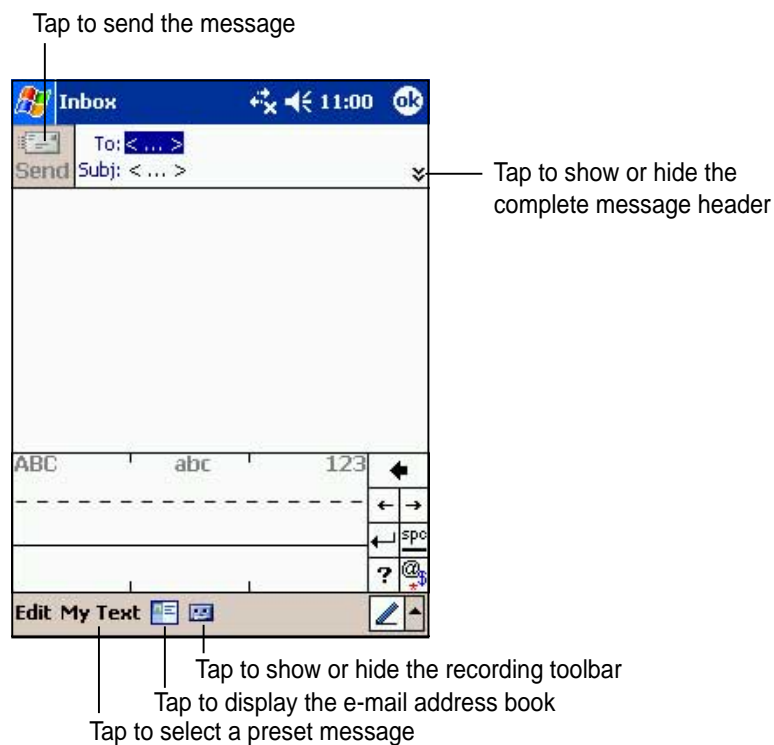 Tap to send the message
Inbox 11:00 ok
To: < ... >
Send Subj: < ... >
Tap to show or hide the
complete message header
ABC abc 123
spc
? @ * $
Edit My Text
Tap to show or hide the recording toolbar
Tap to display the e-mail address book
Tap to select a preset message